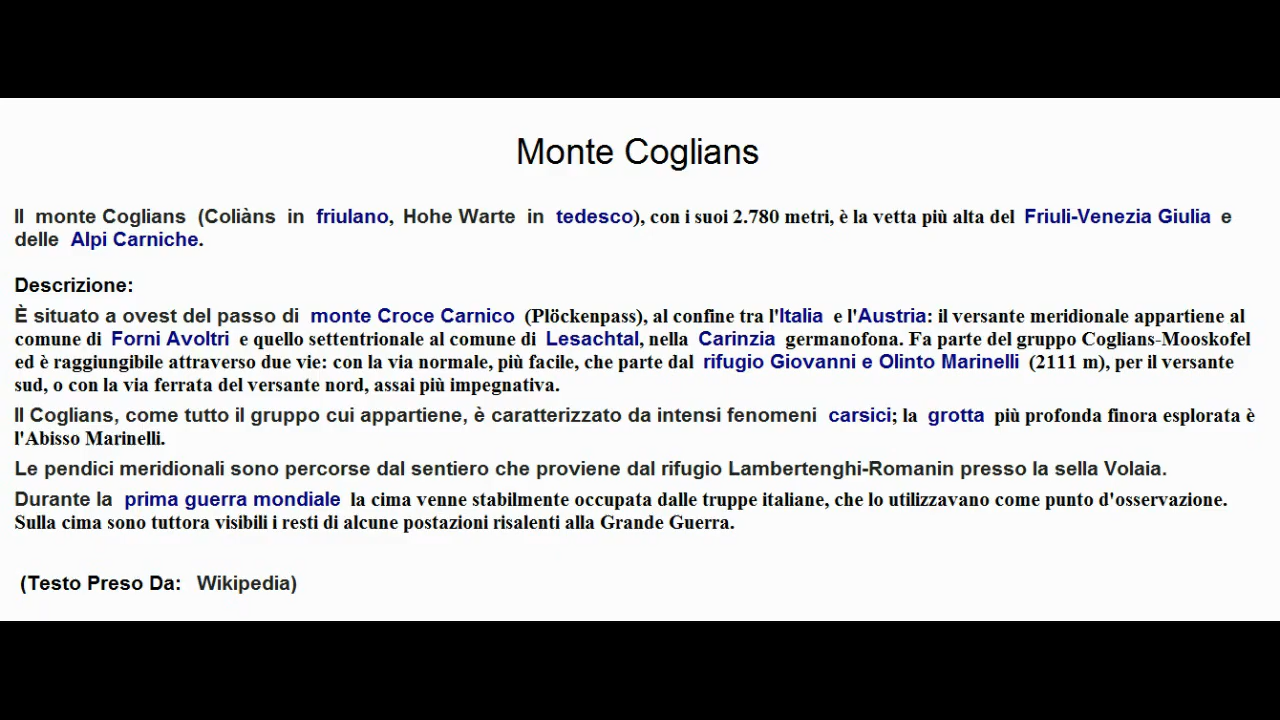 Monte Coglians
Il monte Coglians (Coliàns in friulano, Hohe Warte in tedesco), con i suoi 2.780 metri, è la vetta più alta del Friuli-Venezia Giulia e
delle Alpi Carniche.
Descrizione:
È situato a ovest del passo di monte Croce Carnico (Plöckenpass), al confine tra l'Italia e l'Austria: il versante meridionale appartiene al
comune di Forni Avoltri e quello settentrionale al comune di Lesachtal, nella Carinzia germanofona. Fa parte del gruppo Coglians-Mooskofel
ed è raggiungibile attraverso due vie: con la via normale, più facile, che parte dal rifugio Giovanni e Olinto Marinelli (2111 m), per il versante
sud, o con la via ferrata del versante nord, assai più impegnativa.
Il Coglians, come tutto il gruppo cui appartiene, è caratterizzato da intensi fenomeni carsici; la grotta più profonda finora esplorata è
l'Abisso Marinelli.
Le pendici meridionali sono percorse dal sentiero che proviene dal rifugio Lambertenghi-Romanin presso la sella Volaia.
Durante la prima guerra mondiale la cima venne stabilmente occupata dalle truppe italiane, che lo utilizzavano come punto d'osservazione.
Sulla cima sono tuttora visibili i resti di alcune postazioni risalenti alla Grande Guerra.
(Testo Preso Da: Wikipedia)